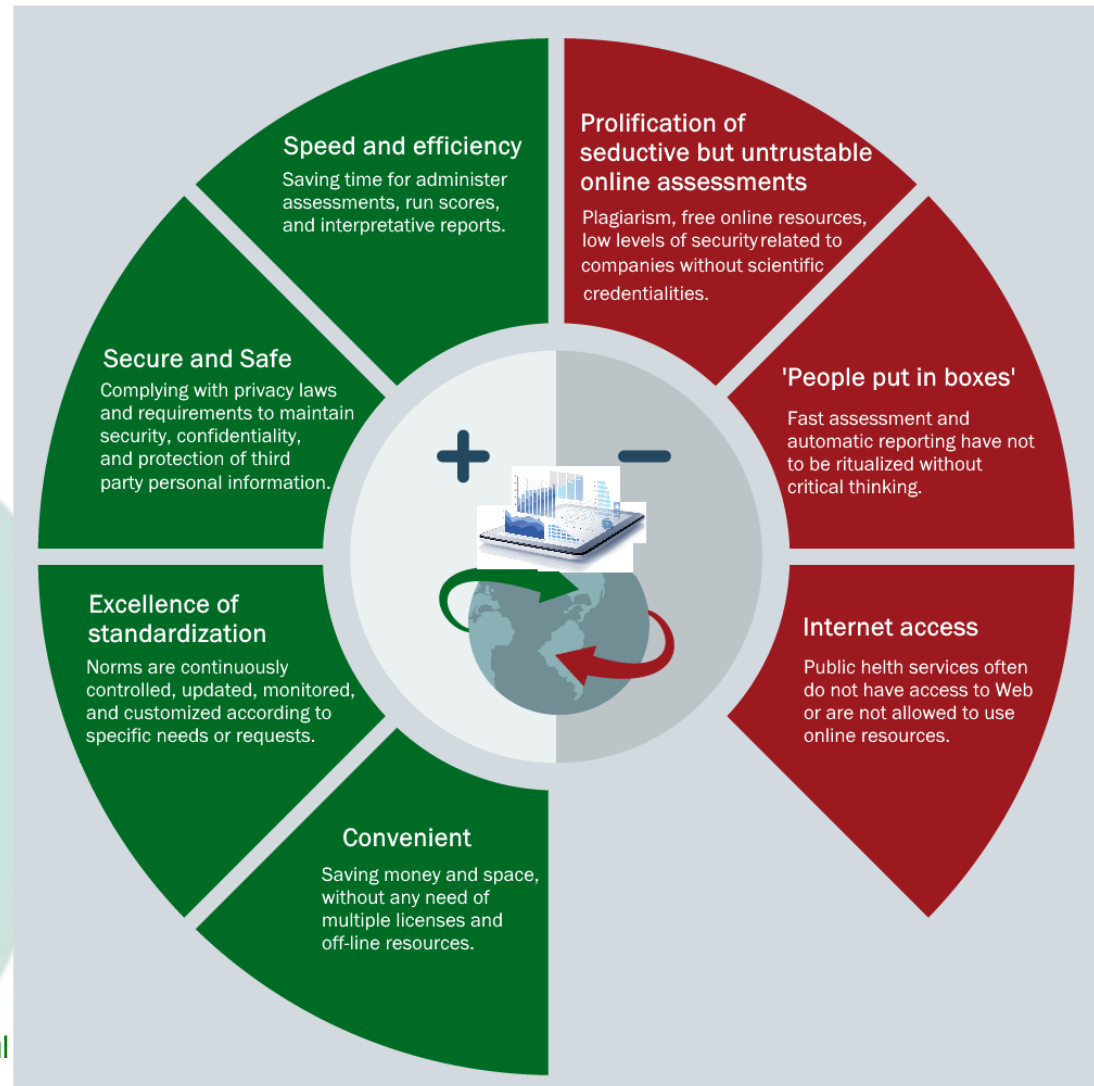 Speed and efficiency
Saving time for administer
assessments, run scores,
and interpretative reports.
Prolification of
seductive but untrustable
online assessments
Plagiarism, free online resources,
low levels of security related to
companies without scientific
credentialities.
Secure and Safe
Complying with privacy laws
and requirements to maintain
security, confidentiality,
and protection of third
party personal information.
'People put in boxes'
Fast assessment and
automatic reporting have not
to be ritualized without
critical thinking.
Excellence of
standardization
Norms are continuously
controlled, updated, monitored,
and customized according to
specific needs or requests.
Internet access
Public helth services often
do not have access to Web
or are not allowed to use
online resources.
Convenient
Saving money and space,
without any need of
multiple licenses and
off-line resources.